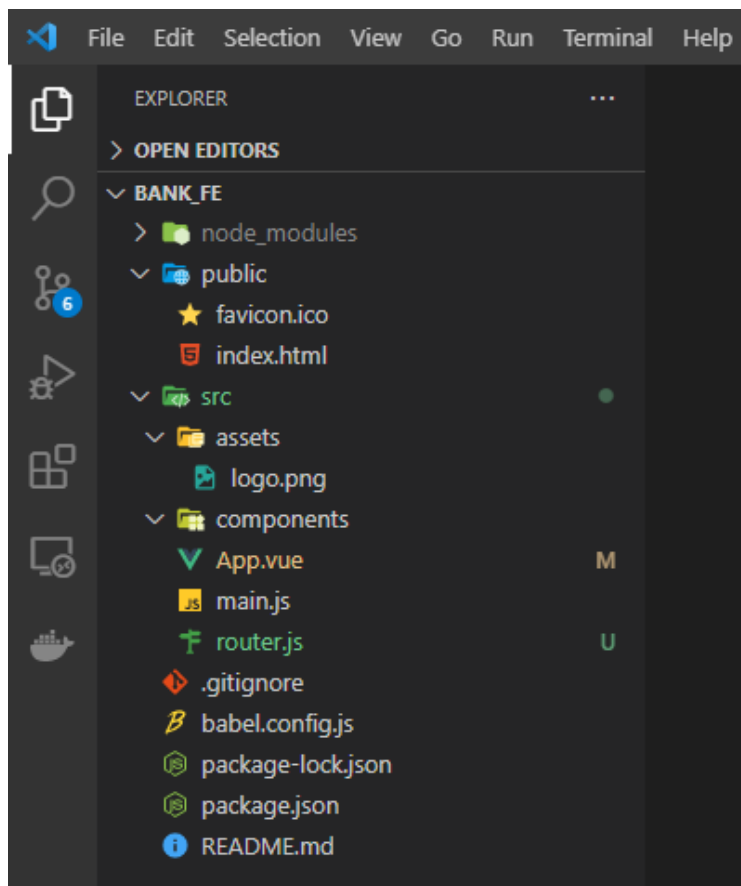 File Edit Selection View Go Run Terminal Help
EXPLORER ...
OPEN EDITORS
BANK_FE
node_modules
public
favicon.ico
index.html
src
assets
logo.png
components
App.vue M
JS main.js
router.js U
.gitignore
babel.config.js
package-lock.json
package.json
README.md
6